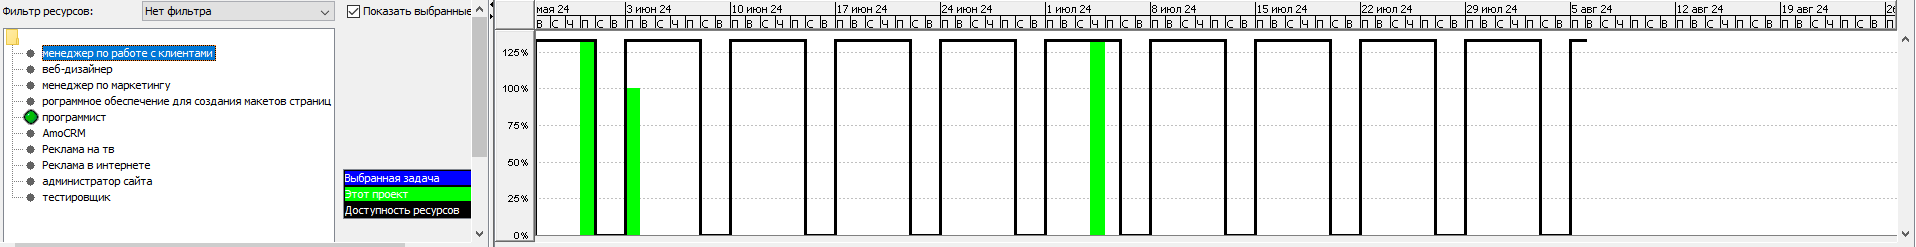 Фильтр ресурсов:
Нет фильтра
Показать выбранные
менеджер по работе с клиентами
веб-дизайнер
менеджер по маркетингу
рограммное обеспечение для создания макетов страниц
программист
AmoCRM
Реклама на тв
Реклама в интернете
администратор сайта
тестировщик
Выбранная задача
Этот проект
Доступность ресурсов
мая 24 3 июн 24 10 июн 24 17 июн 24 24 июн 24 1 июл 24 8 июл 24 15 июл 24 22 июл 24 29 июл 24 5 авг 24 12 авг 24 19 авг 24 26
В С Ч П С В П В С Ч П С В П В С Ч П С В П В С Ч П С В П В С Ч П С В П В С Ч П С В П В С Ч П С В П В С Ч П С В П В С Ч П С В П В С Ч П С В П В С Ч П С В П В С Ч П С В П В С Ч П С В П
125%
100%
75%
50%
25%
0%